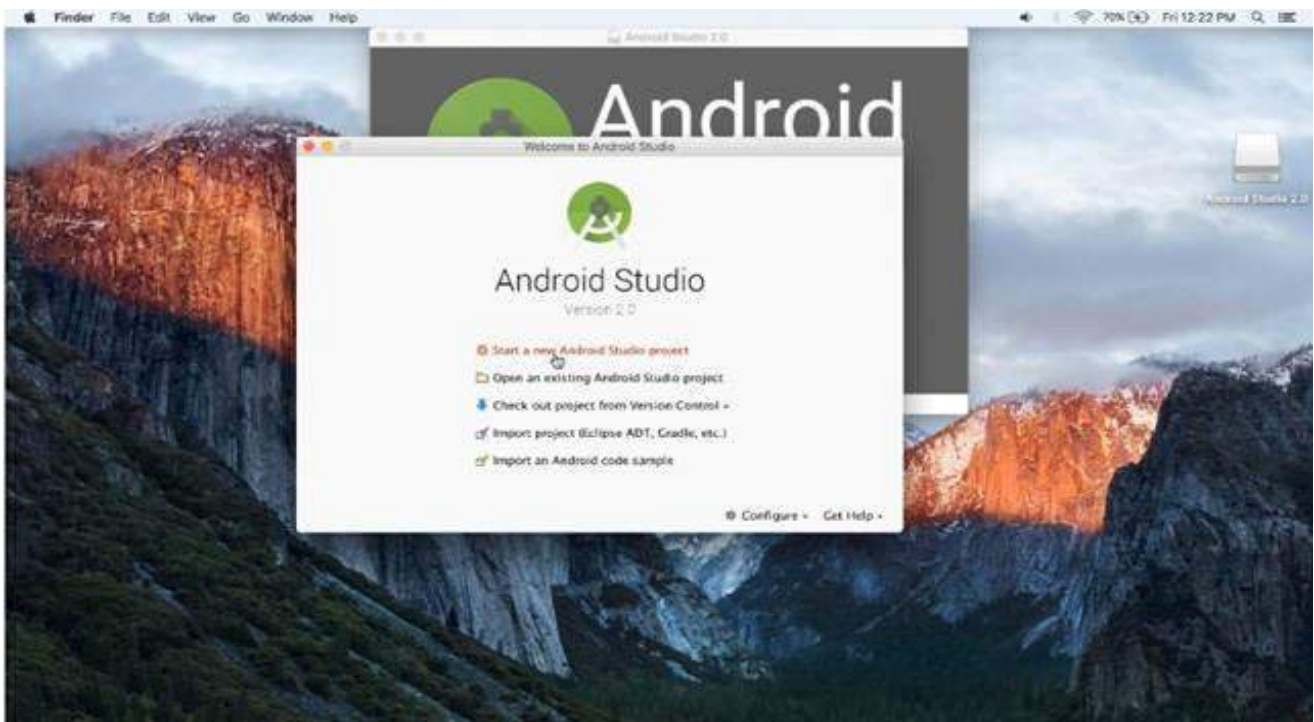 Finder File Edit View Go Window Help
79% Fri 12:22 PM
Android Studio 2.0
Android
Welcome to Android Studio
Android Studio 2.0
Android Studio
Version 2.0
Start a new Android Studio project
Open an existing Android Studio project
Check out project from Version Control
Import project (Eclipse ADT, Gradle, etc.)
Import an Android code sample
Configure Get Help